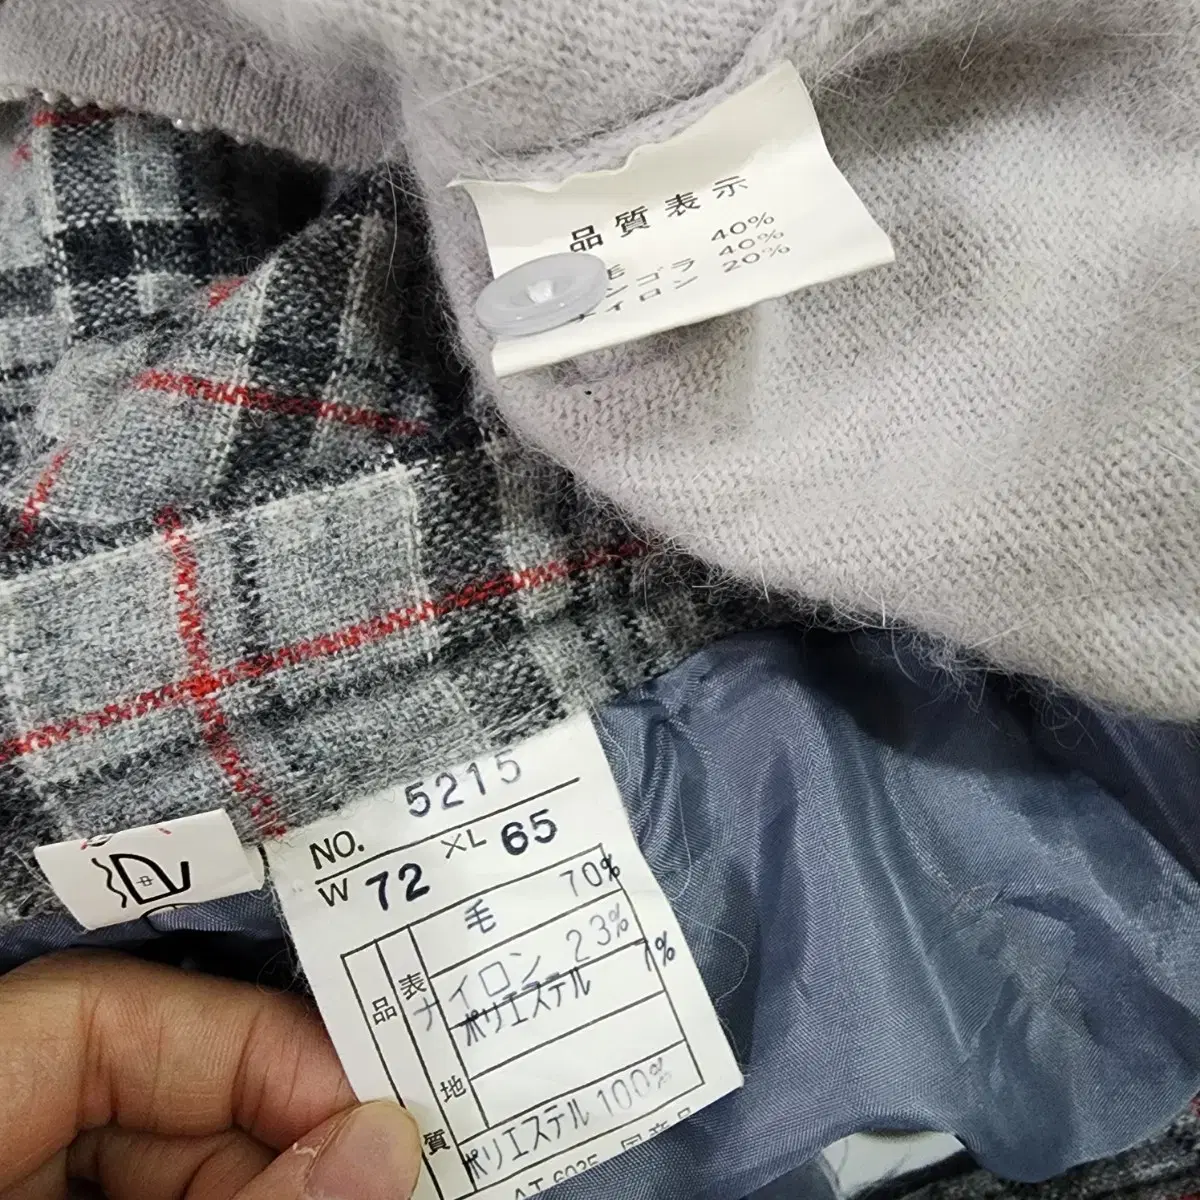 品質表示
毛 40%
ンゴラ 40%
ナイロン 20%
NO. 5215
W 72 XL 65
品質
表地
毛 70%
ナイロン 23%
ポリエステル 7%
ポリエステル 100%
中